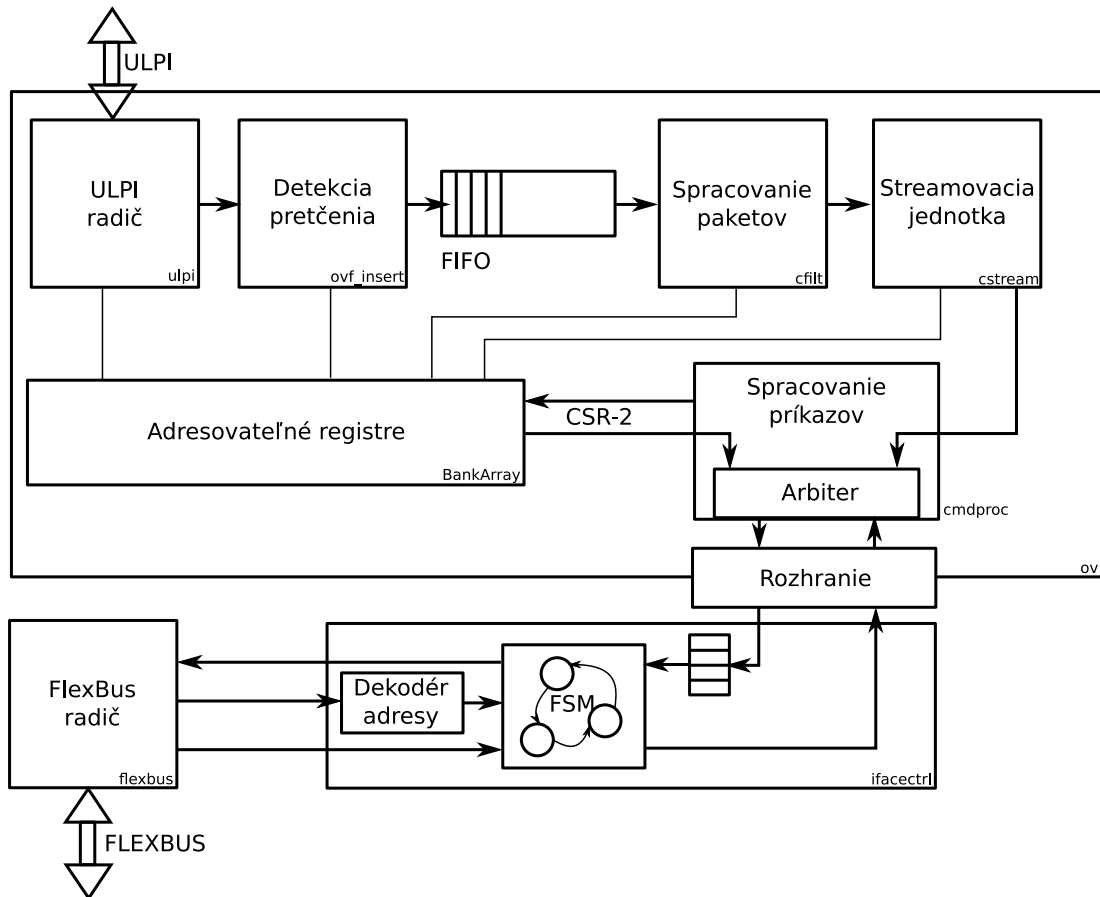 ULPI
ULPI
radič
ulpi
Detekcia
pretčenia
ovf_insert
FIFO
Spracovanie
paketov
cfilt
Streamovacia
jednotka
cstream
Adresovateľné registre
BankArray
CSR-2
Spracovanie
príkazov
Arbiter
cmdproc
Rozhranie
ov
FlexBus
radič
flexbus
Dekodér
adresy
FSM
ifacectrl
FLEXBUS